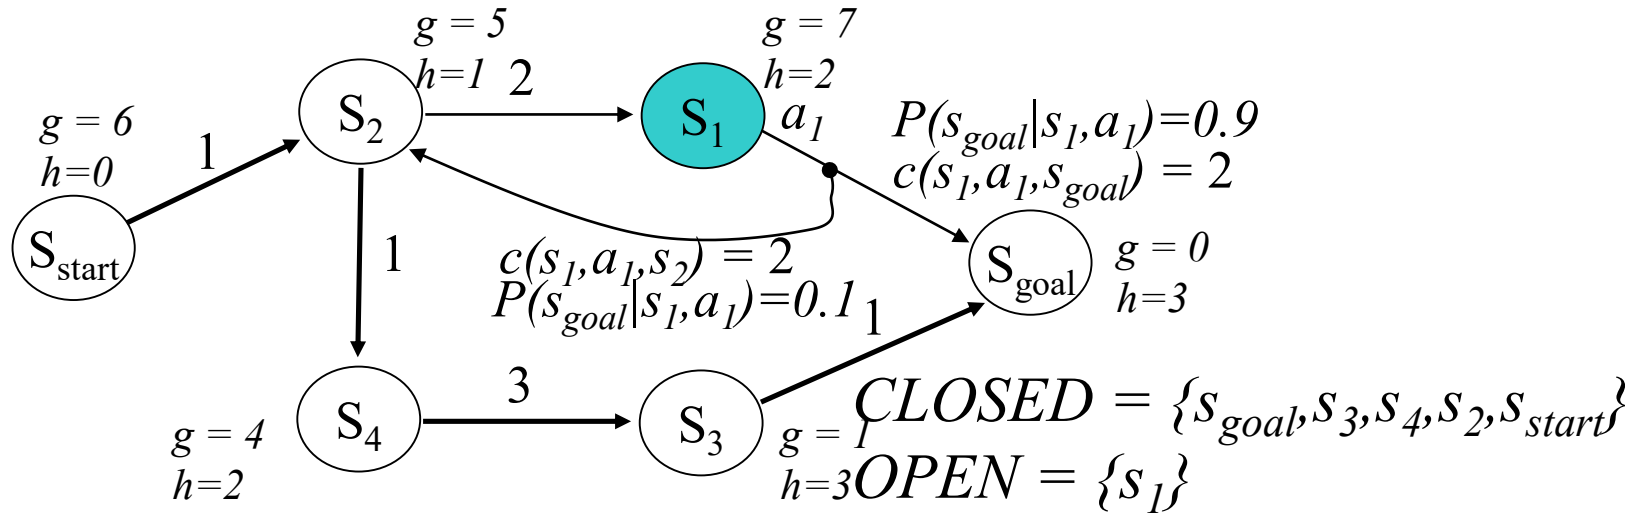 g = 5
h=1
g = 7
h=2
2
S2
S1
a1
P(sgoal|s1,a1)=0.9
c(s1,a1,sgoal) = 2
g = 6
h=0
1
Sstart
1
c(s1,a1,s2) = 2
P(sgoal|s1,a1)=0.1
Sgoal
g = 0
h=3
1
3
S4
g = 4
h=2
S3
g = 1
h=3
CLOSED = {sgoal,s3,s4,s2,sstart}
OPEN = {s1}